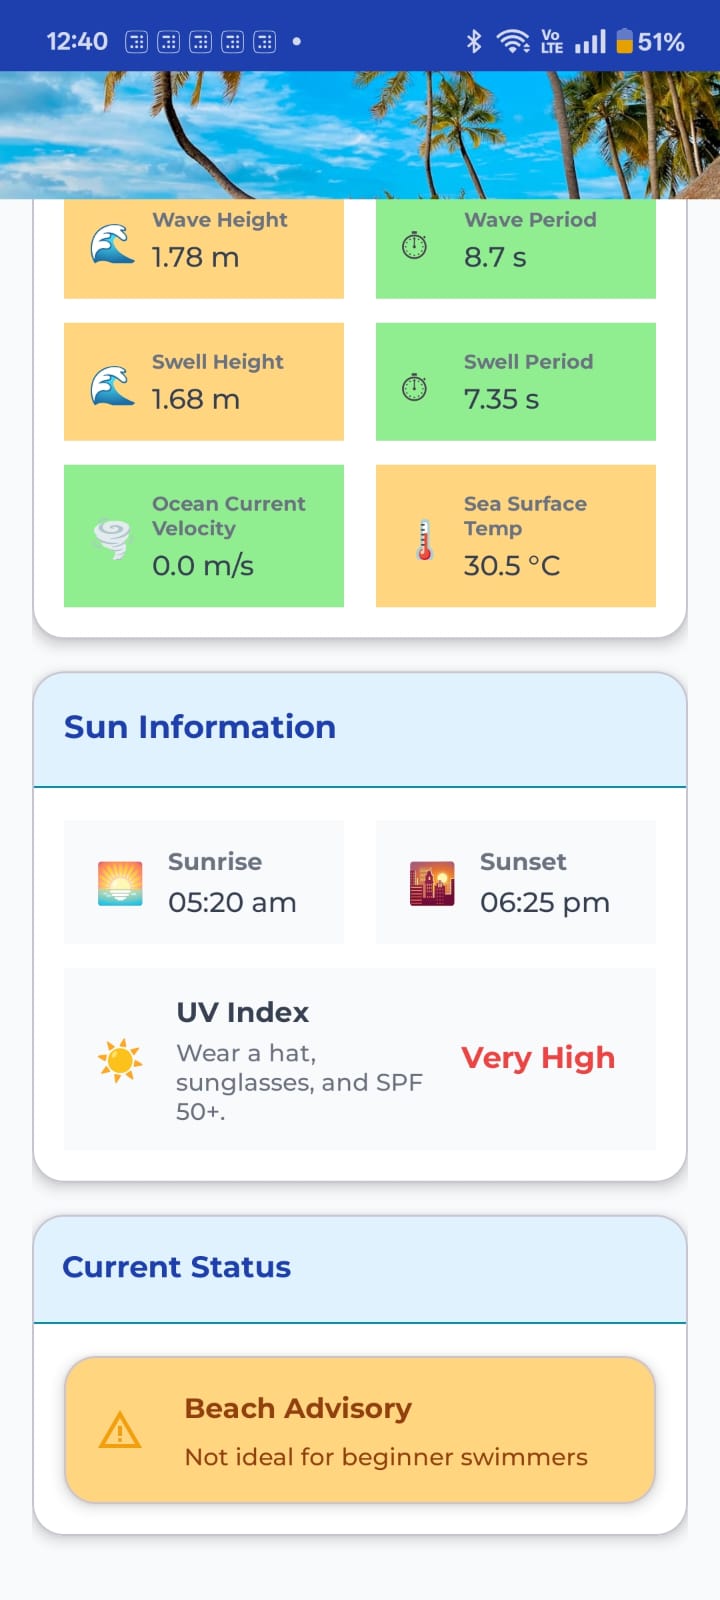 12:40
Vo
LTE
51%
Wave Height
1.78 m
Wave Period
8.7 s
Swell Height
1.68 m
Swell Period
7.35 s
Ocean Current
Velocity
0.0 m/s
Sea Surface
Temp
30.5 °C
Sun Information
Sunrise
05:20 am
Sunset
06:25 pm
UV Index
Wear a hat,
sunglasses, and SPF
50+.
Very High
Current Status
Beach Advisory
Not ideal for beginner swimmers